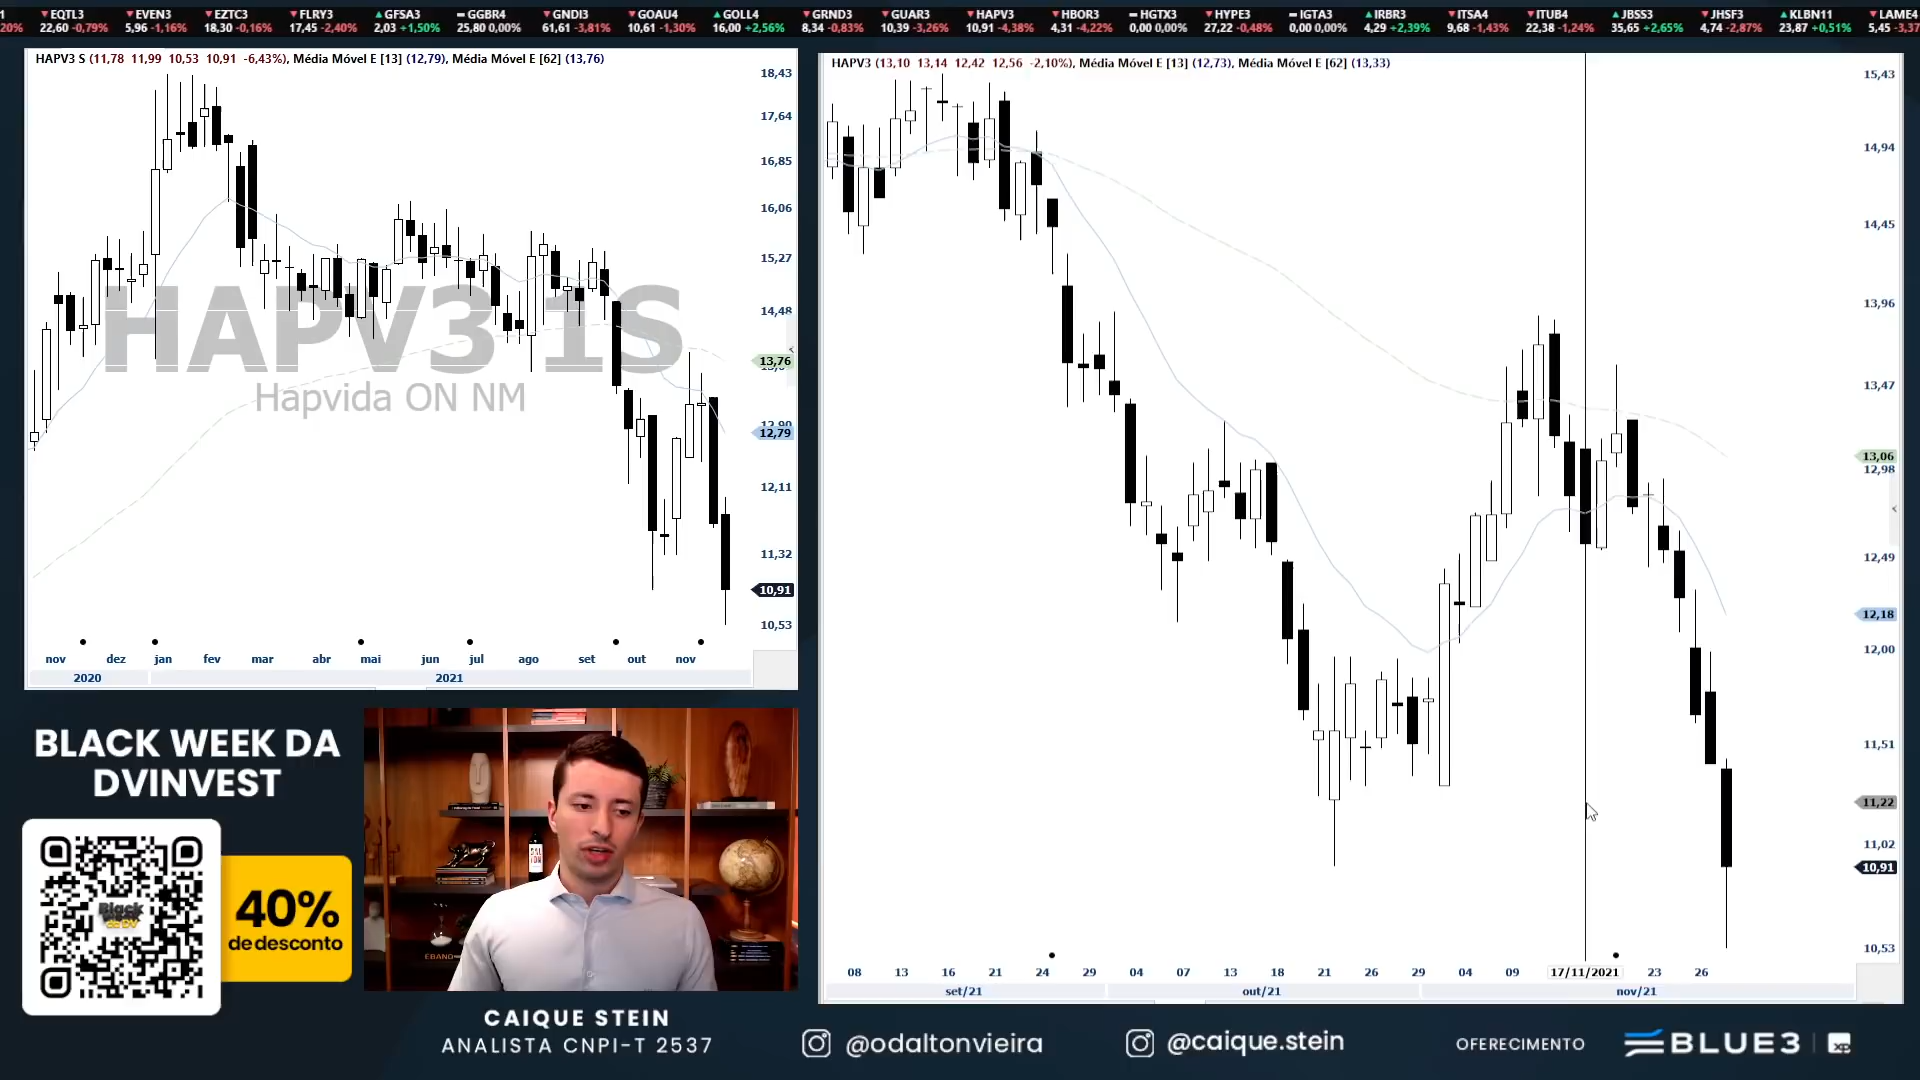 EQTL3 EVEN3 EZTC3 FLRY3 GFSA3 GGBR4 GNDI3 GOAU4 GOLL4 GRND3 GUAR3 HAPV3 HBOR3 HGTX3 HYPE3 IGTA3 IRBR3 ITSA4 ITUB4 JBSS3 JHSF3 KLBN11 LAME4
20% 22,60 -0,79% 5,96 -1,16% 18,30 -0,16% 17,45 -2,40% 2,03 +1,50% 25,80 0,00% 61,61 -3,81% 10,61 -1,30% 16,00 +2,56% 8,34 -0,83% 10,39 -3,26% 10,91 -4,38% 4,31 -4,22% 0,00 0,00% 27,22 -0,48% 0,00 0,00% 4,29 +2,39% 9,68 -1,43% 22,38 -1,24% 35,65 +2,65% 4,74 -2,87% 23,87 +0,51% 5,45 -3,37
HAPV3 S (11,78 11,99 10,53 10,91 -6,43%), Média Móvel E [13] (12,79), Média Móvel E [62] (13,76)
18,43
17,64
16,85
16,06
15,27
14,48
13,76
12,79
12,11
11,32
10,91
10,53
HAPV3 1S
Hapvida ON NM
nov dez jan fev mar abr mai jun jul ago set out nov
2020 2021
HAPV3 (13,10 13,14 12,42 12,56 -2,10%), Média Móvel E [13] (12,73), Média Móvel E [62] (13,33)
15,43
14,94
14,45
13,96
13,47
13,06
12,98
12,49
12,18
12,00
11,51
11,22
11,02
10,91
10,53
08 13 16 21 24 29 04 07 13 18 21 26 29 04 09 17/11/2021 23 26
set/21 out/21 nov/21
BLACK WEEK DA
DVINVEST
Black
40%
de desconto
EBANO
CAIQUE STEIN
ANALISTA CNPI-T 2537
@odaltonvieira
@caique.stein
OFERECIMENTO
BLUE3
xp